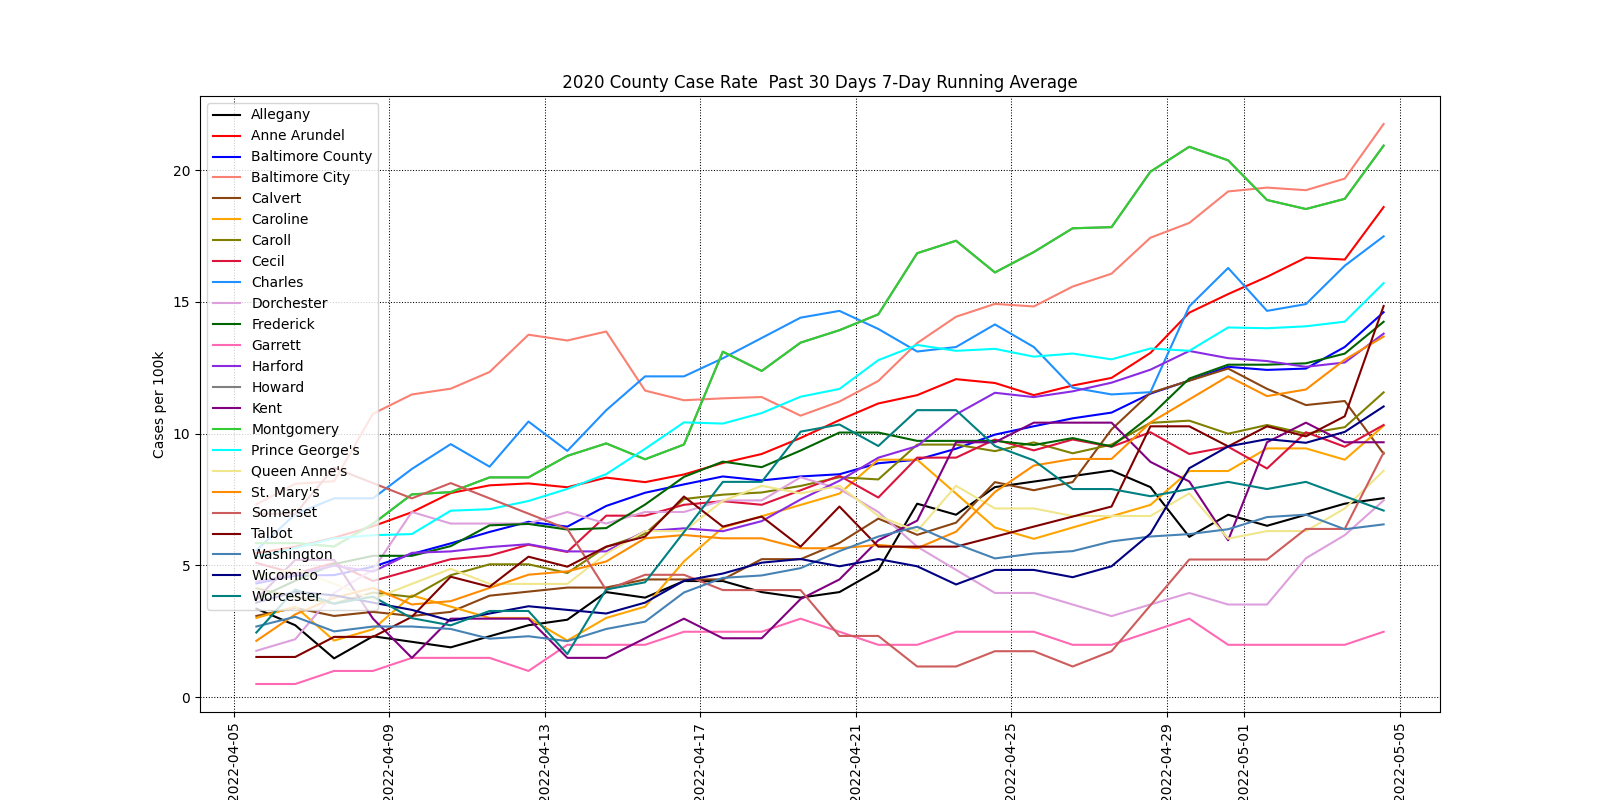 2020 County Case Rate  Past 30 Days 7-Day Running Average
Cases per 100k
20
15
10
5
0
Allegany
Anne Arundel
Baltimore County
Baltimore City
Calvert
Caroline
Caroll
Cecil
Charles
Dorchester
Frederick
Garrett
Harford
Howard
Kent
Montgomery
Prince George's
Queen Anne's
St. Mary's
Somerset
Talbot
Washington
Wicomico
Worcester
2022-04-05
2022-04-09
2022-04-13
2022-04-17
2022-04-21
2022-04-25
2022-04-29
2022-05-01
2022-05-05